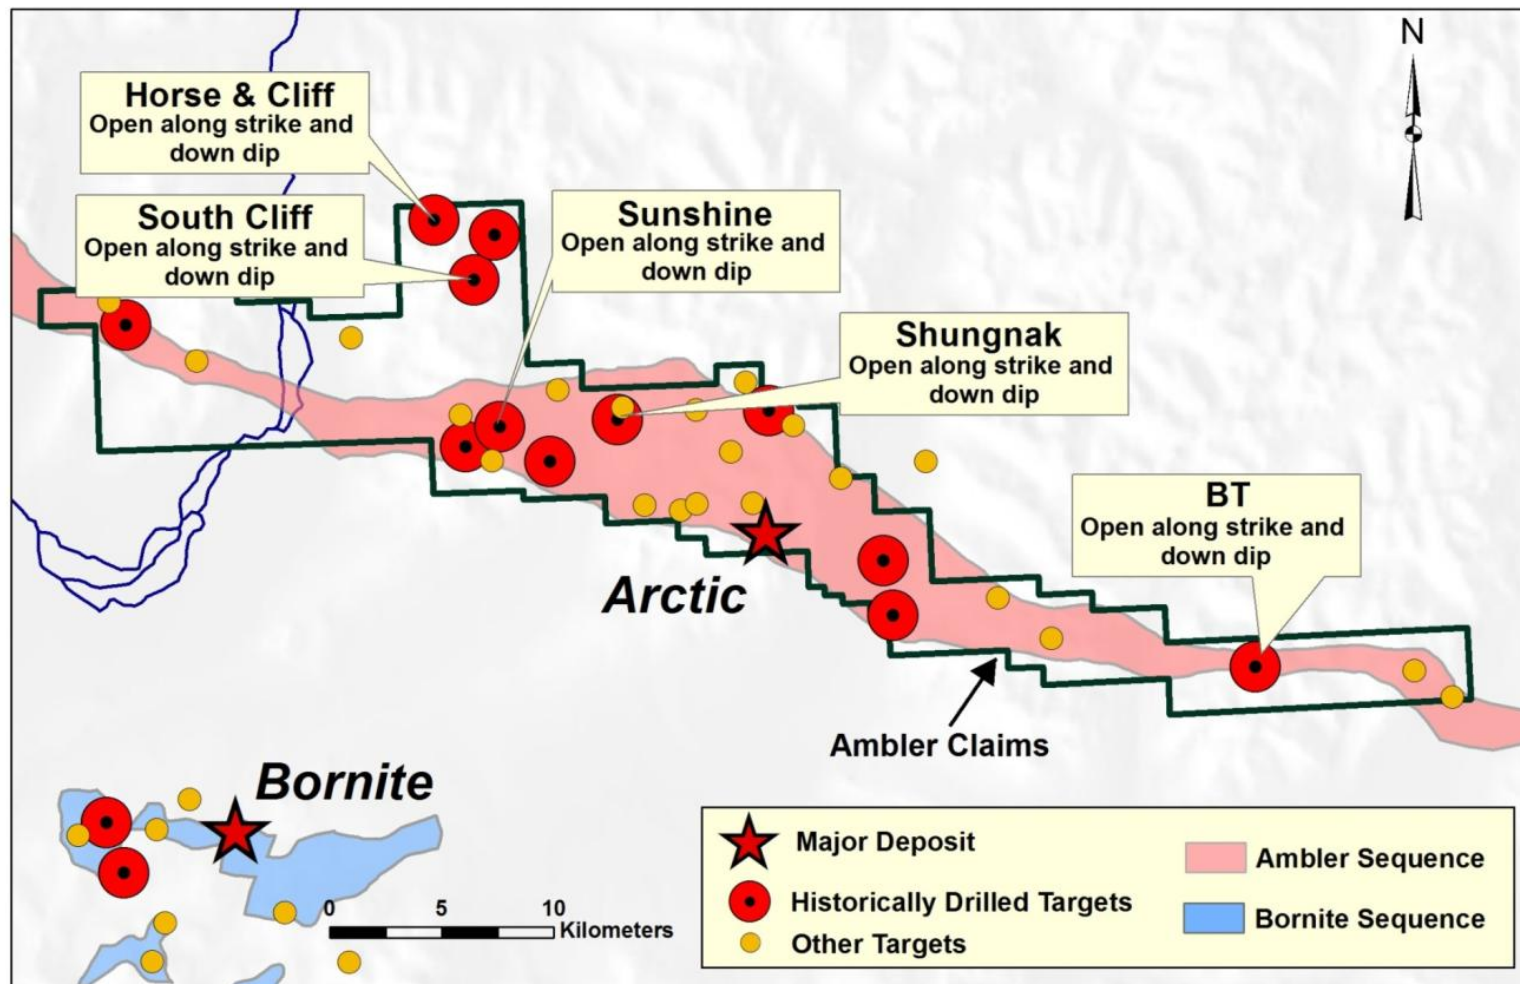 N
Horse & Cliff
Open along strike and
down dip
South Cliff
Open along strike and
down dip
Sunshine
Open along strike and
down dip
Shungnak
Open along strike and
down dip
BT
Open along strike and
down dip
Arctic
Ambler Claims
Bornite
0 5 10
Kilometers
Major Deposit
Historically Drilled Targets
Other Targets
Ambler Sequence
Bornite Sequence